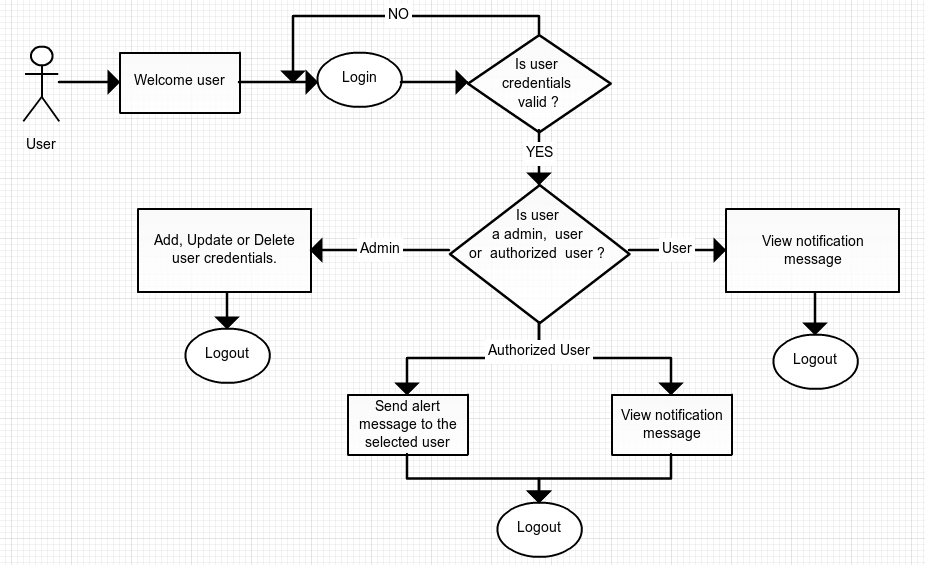 NO
Welcome user
Login
Is user
credentials
valid ?
User
YES
Is user
a admin, user
or authorized user ?
Admin
Add, Update or Delete
user credentials.
Logout
User
View notification
message
Logout
Authorized User
Send alert
message to the
selected user
View notification
message
Logout